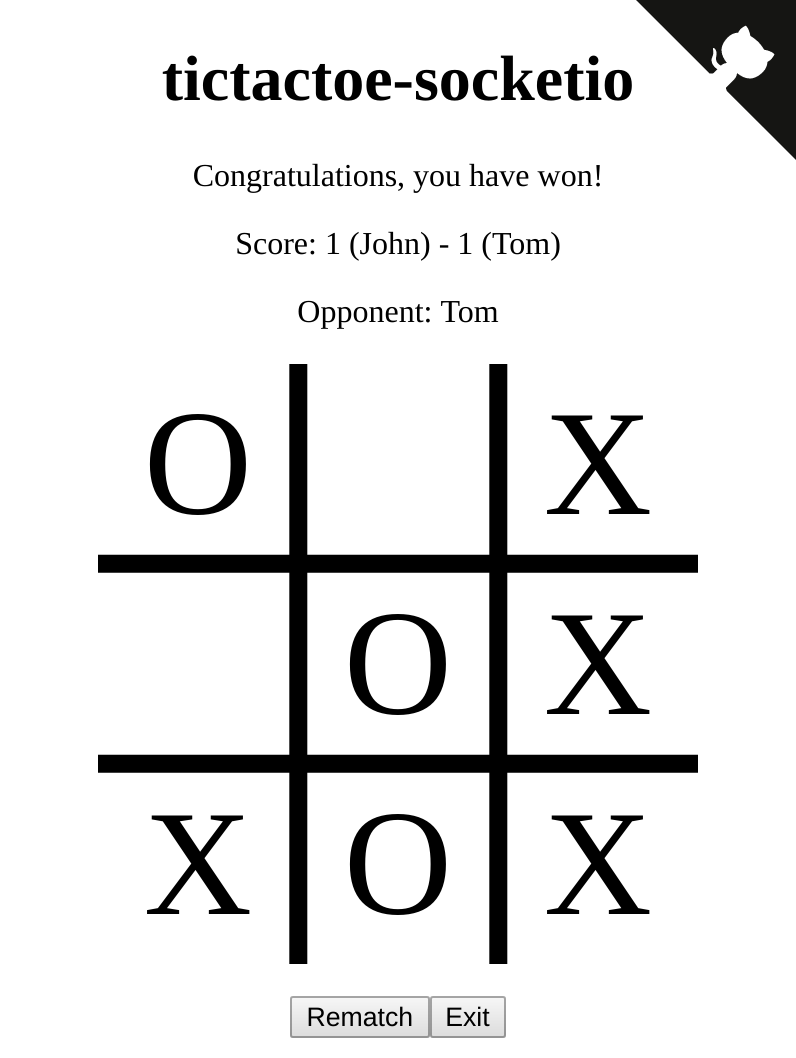 tictactoe-socketio
Congratulations, you have won!
Score: 1 (John) - 1 (Tom)
Opponent: Tom
O X
O X
X O X
Rematch Exit